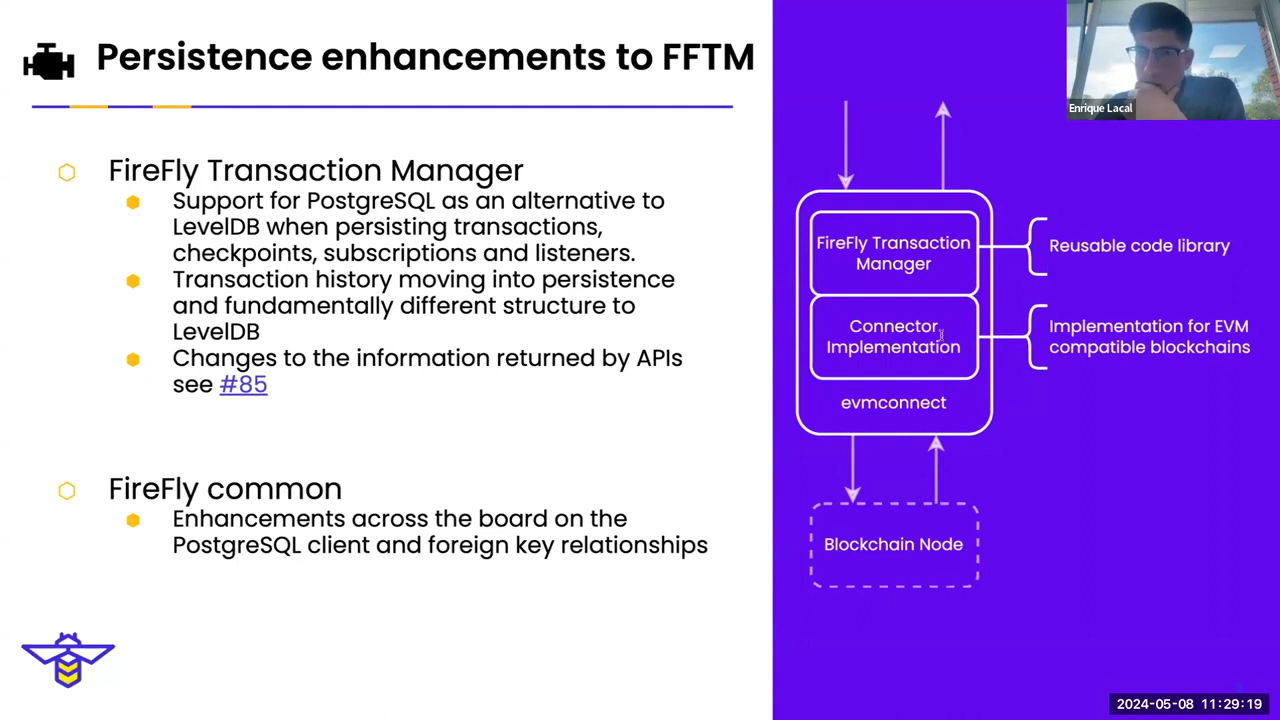 Persistence enhancements to FFTM
FireFly Transaction Manager
Support for PostgreSQL as an alternative to
LevelDB when persisting transactions,
checkpoints, subscriptions and listeners.
Transaction history moving into persistence
and fundamentally different structure to
LevelDB
Changes to the information returned by APIs
see #85
FireFly common
Enhancements across the board on the
PostgreSQL client and foreign key relationships
Enrique Lacal
FireFly Transaction
Manager
Reusable code library
Connector
Implementation
Implementation for EVM
compatible blockchains
evmconnect
Blockchain Node
2024-05-08 11:29:19